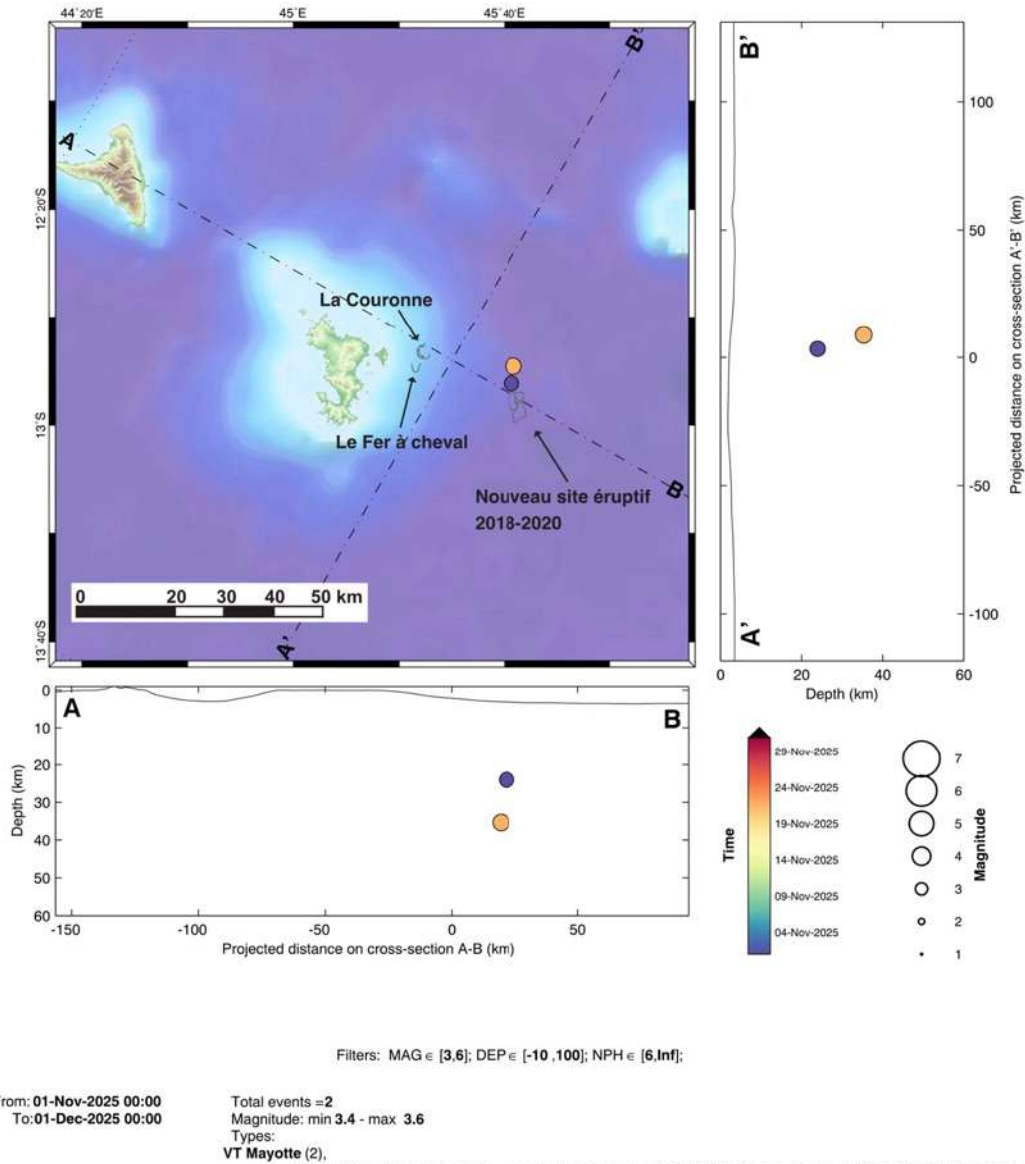 44°20'E
45°E
45°40'E
A
B'
12°20'S
La Couronne
13°S
Le Fer à cheval
B
Nouveau site éruptif
2018-2020
0 20 30 40 50 km
13°40'S
A'
B'
100
50
0
-50
-100
Projected distance on cross-section A'-B' (km)
A'
0 20 40 60
Depth (km)
A
B
0
10
20
30
40
50
60
Depth (km)
-150 -100 -50 0 50
Projected distance on cross-section A-B (km)
Time
29-Nov-2025
24-Nov-2025
19-Nov-2025
14-Nov-2025
09-Nov-2025
04-Nov-2025
7
6
5
4
3
2
1
Magnitude
Filters: MAG ∈ [3,6]; DEP ∈ [-10 ,100]; NPH ∈ [6,Inf];
From: 01-Nov-2025 00:00
To:01-Dec-2025 00:00
Total events =2
Magnitude: min 3.4 - max 3.6
Types:
VT Mayotte (2),